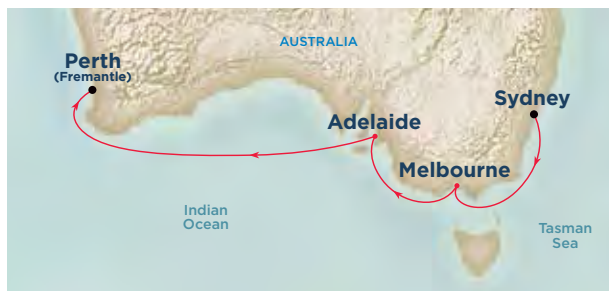 AUSTRALIA
Perth
(Fremantle)
Sydney
Adelaide
Melbourne
Indian
Ocean
Tasman
Sea